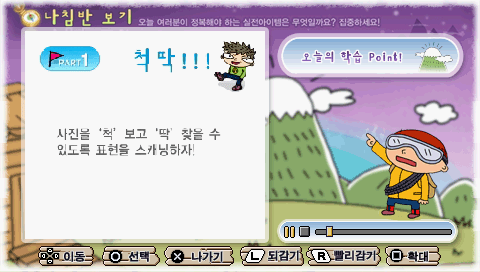 나침반 보기 오늘 여러분이 정복해야 하는 실전아이템은 무엇일까요? 집중하세요!
PART 1
척 딱!!!
오늘의 학습 Point!
사진을 '척' 보고 '딱' 찾을 수
있도록 표현을 스캐닝하자!
이동 선택 나가기 L 되감기 R 빨리감기 확대